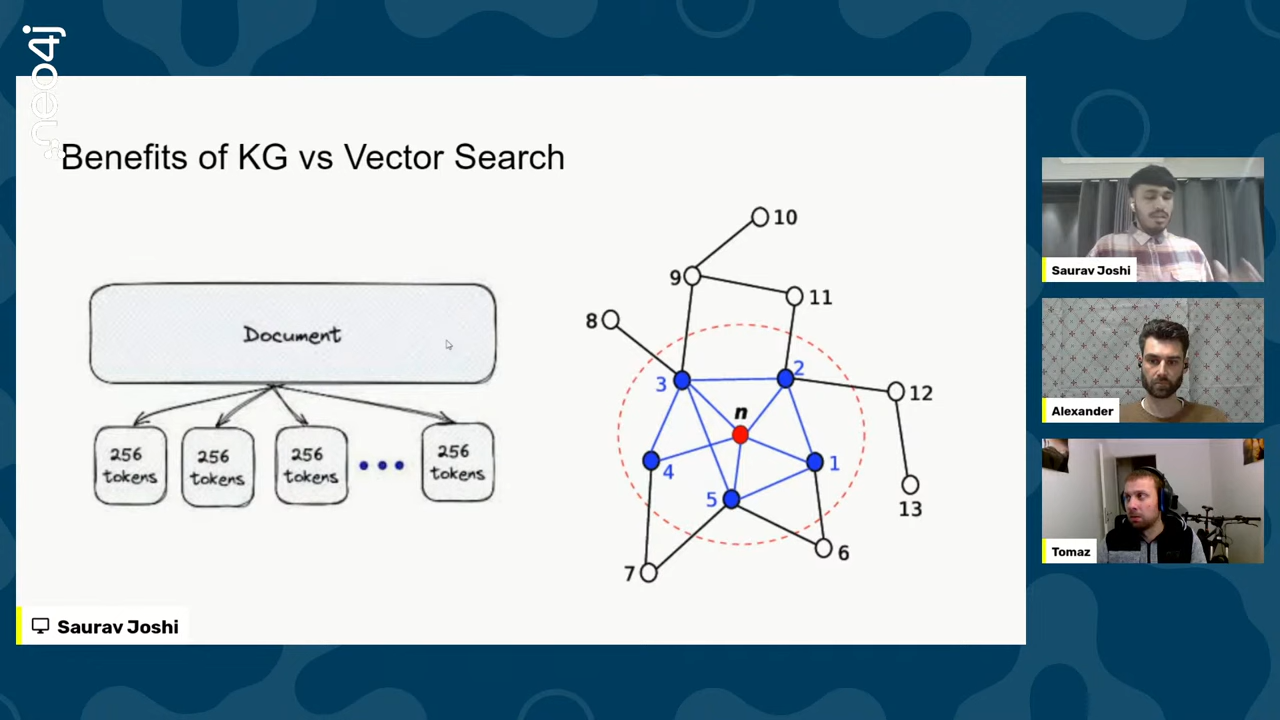 neo4j
Benefits of KG vs Vector Search
Document
256 tokens
256 tokens
256 tokens
256 tokens
10
9
11
8
3
2
12
n
4
1
5
13
6
7
Saurav Joshi
Saurav Joshi
Alexander
Tomaz